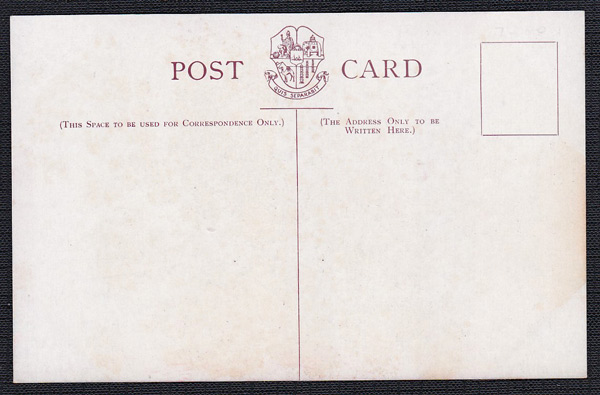 POST CARD
QUIS SEPARABIT
(THIS SPACE TO BE USED FOR CORRESPONDENCE ONLY.)
(THE ADDRESS ONLY TO BE
WRITTEN HERE.)